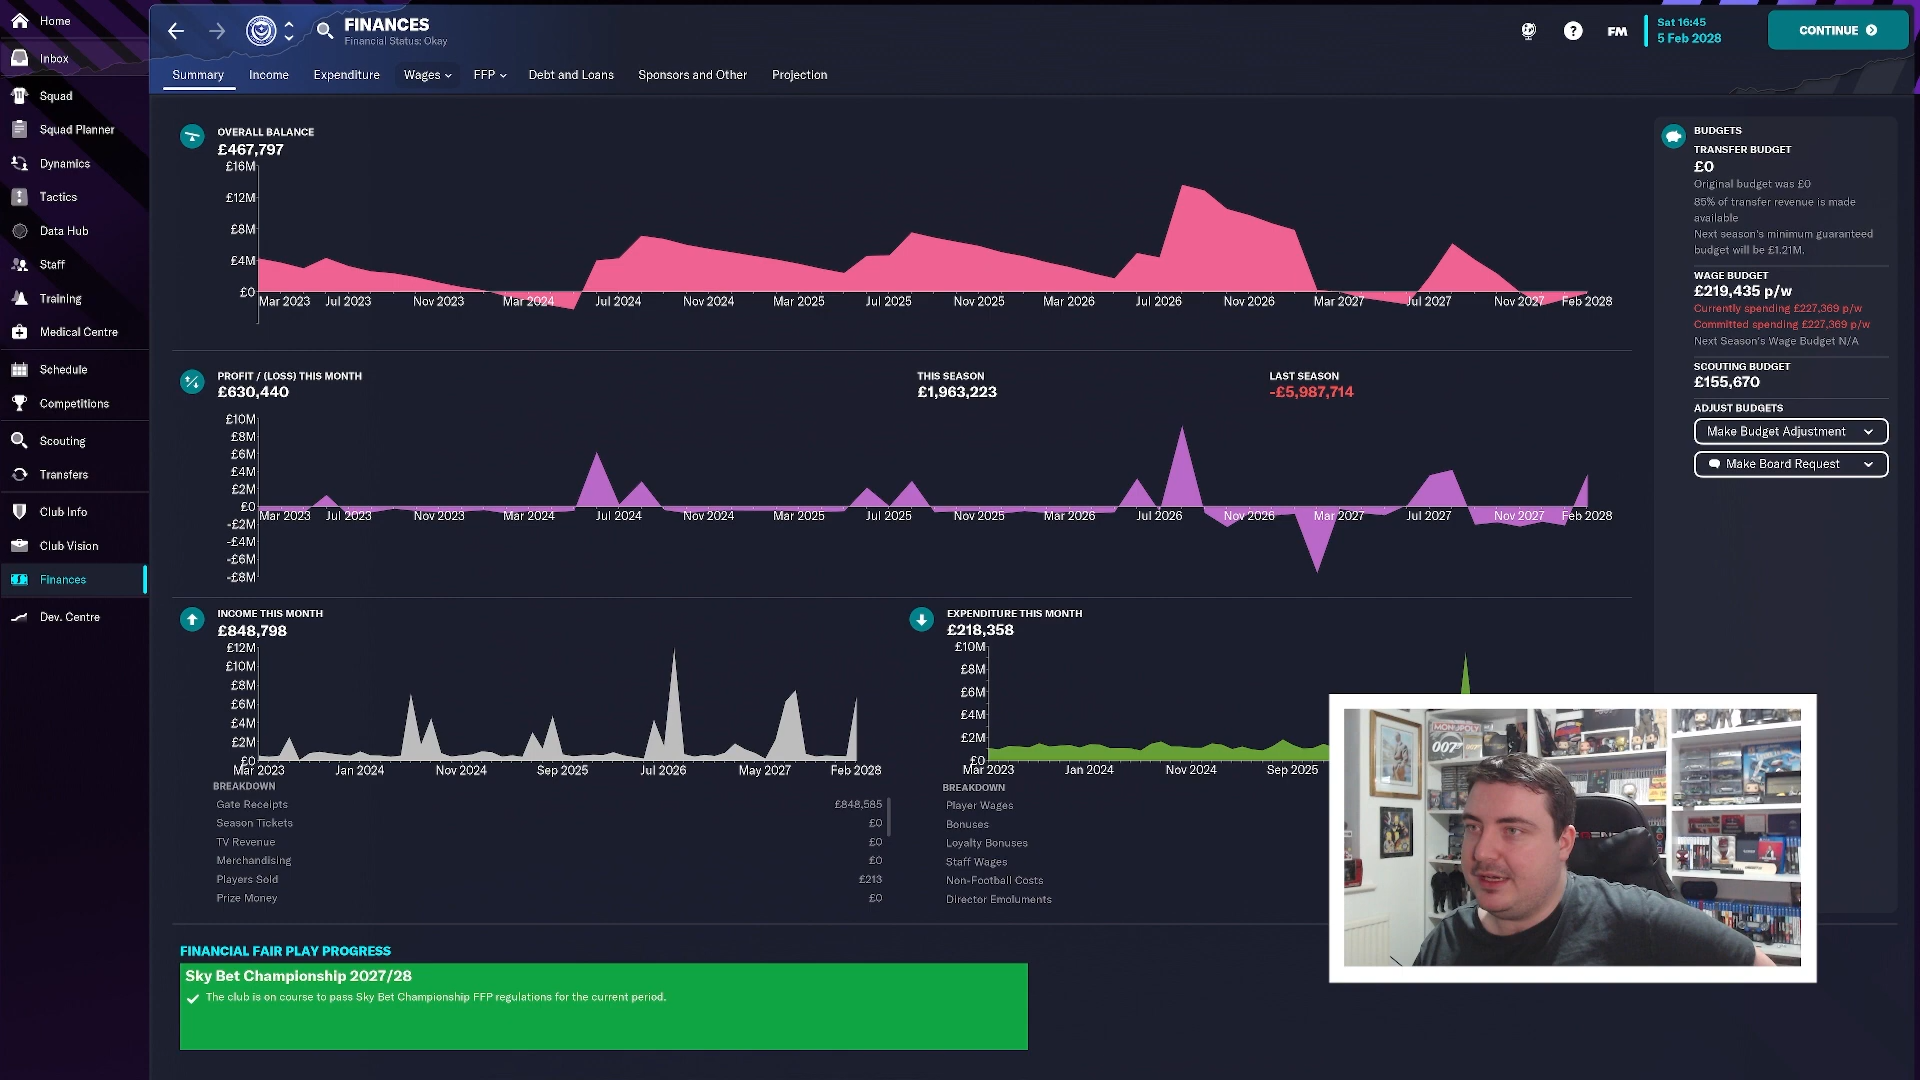 Home
Inbox
Squad
Squad Planner
Dynamics
Tactics
Data Hub
Staff
Training
Medical Centre
Schedule
Competitions
Scouting
Transfers
Club Info
Club Vision
Finances
Dev. Centre
FINANCES
Financial Status: Okay
FM
Sat 16:45
5 Feb 2028
CONTINUE
Summary Income Expenditure Wages FFP Debt and Loans Sponsors and Other Projection
OVERALL BALANCE
£467,797
£16M
£12M
£8M
£4M
£0
Mar 2023 Jul 2023 Nov 2023 Mar 2024 Jul 2024 Nov 2024 Mar 2025 Jul 2025 Nov 2025 Mar 2026 Jul 2026 Nov 2026 Mar 2027 Jul 2027 Nov 2027 Feb 2028
PROFIT / (LOSS) THIS MONTH
£630,440
THIS SEASON
£1,963,223
LAST SEASON
-£5,987,714
£10M
£8M
£6M
£4M
£2M
£0
-£2M
-£4M
-£6M
-£8M
Mar 2023 Jul 2023 Nov 2023 Mar 2024 Jul 2024 Nov 2024 Mar 2025 Jul 2025 Nov 2025 Mar 2026 Jul 2026 Nov 2026 Mar 2027 Jul 2027 Nov 2027 Feb 2028
INCOME THIS MONTH
£848,798
£12M
£10M
£8M
£6M
£4M
£2M
£0
Mar 2023 Jan 2024 Nov 2024 Sep 2025 Jul 2026 May 2027 Feb 2028
BREAKDOWN
Gate Receipts £848,585
Season Tickets £0
TV Revenue £0
Merchandising £0
Players Sold £213
Prize Money £0
EXPENDITURE THIS MONTH
£218,358
£10M
£8M
£6M
£4M
£2M
£0
Mar 2023 Jan 2024 Nov 2024 Sep 2025
BREAKDOWN
Player Wages
Bonuses
Loyalty Bonuses
Staff Wages
Non-Football Costs
Director Emoluments
FINANCIAL FAIR PLAY PROGRESS
Sky Bet Championship 2027/28
The club is on course to pass Sky Bet Championship FFP regulations for the current period.
BUDGETS
TRANSFER BUDGET
£0
Original budget was £0
85% of transfer revenue is made
available
Next season's minimum guaranteed
budget will be £1.21M.
WAGE BUDGET
£219,435 p/w
Currently spending £227,369 p/w
Committed spending £227,369 p/w
Next Season's Wage Budget N/A
SCOUTING BUDGET
£155,670
ADJUST BUDGETS
Make Budget Adjustment
Make Board Request
MONOPOLY
007